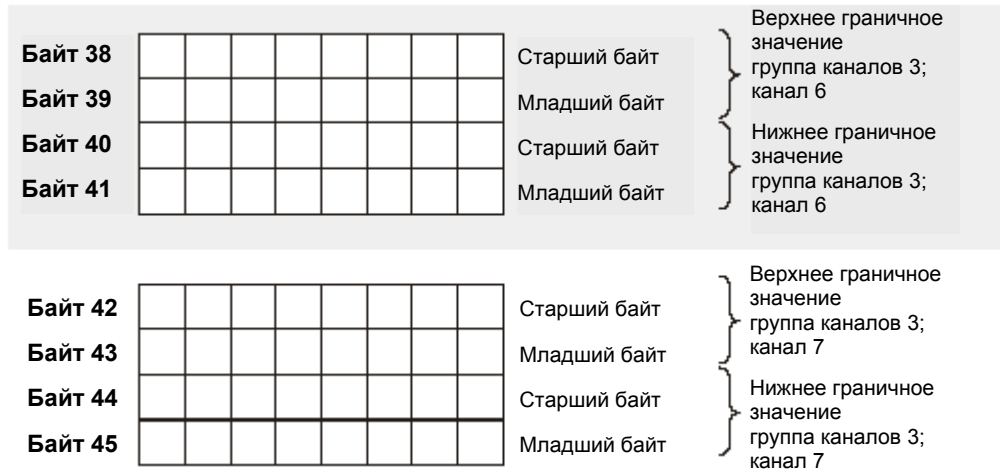 Байт 38
Старший байт
Верхнее граничное
значение
группа каналов 3;
канал 6
Байт 39
Младший байт
Байт 40
Старший байт
Нижнее граничное
значение
группа каналов 3;
канал 6
Байт 41
Младший байт
Байт 42
Старший байт
Верхнее граничное
значение
группа каналов 3;
канал 7
Байт 43
Младший байт
Байт 44
Старший байт
Нижнее граничное
значение
группа каналов 3;
канал 7
Байт 45
Младший байт